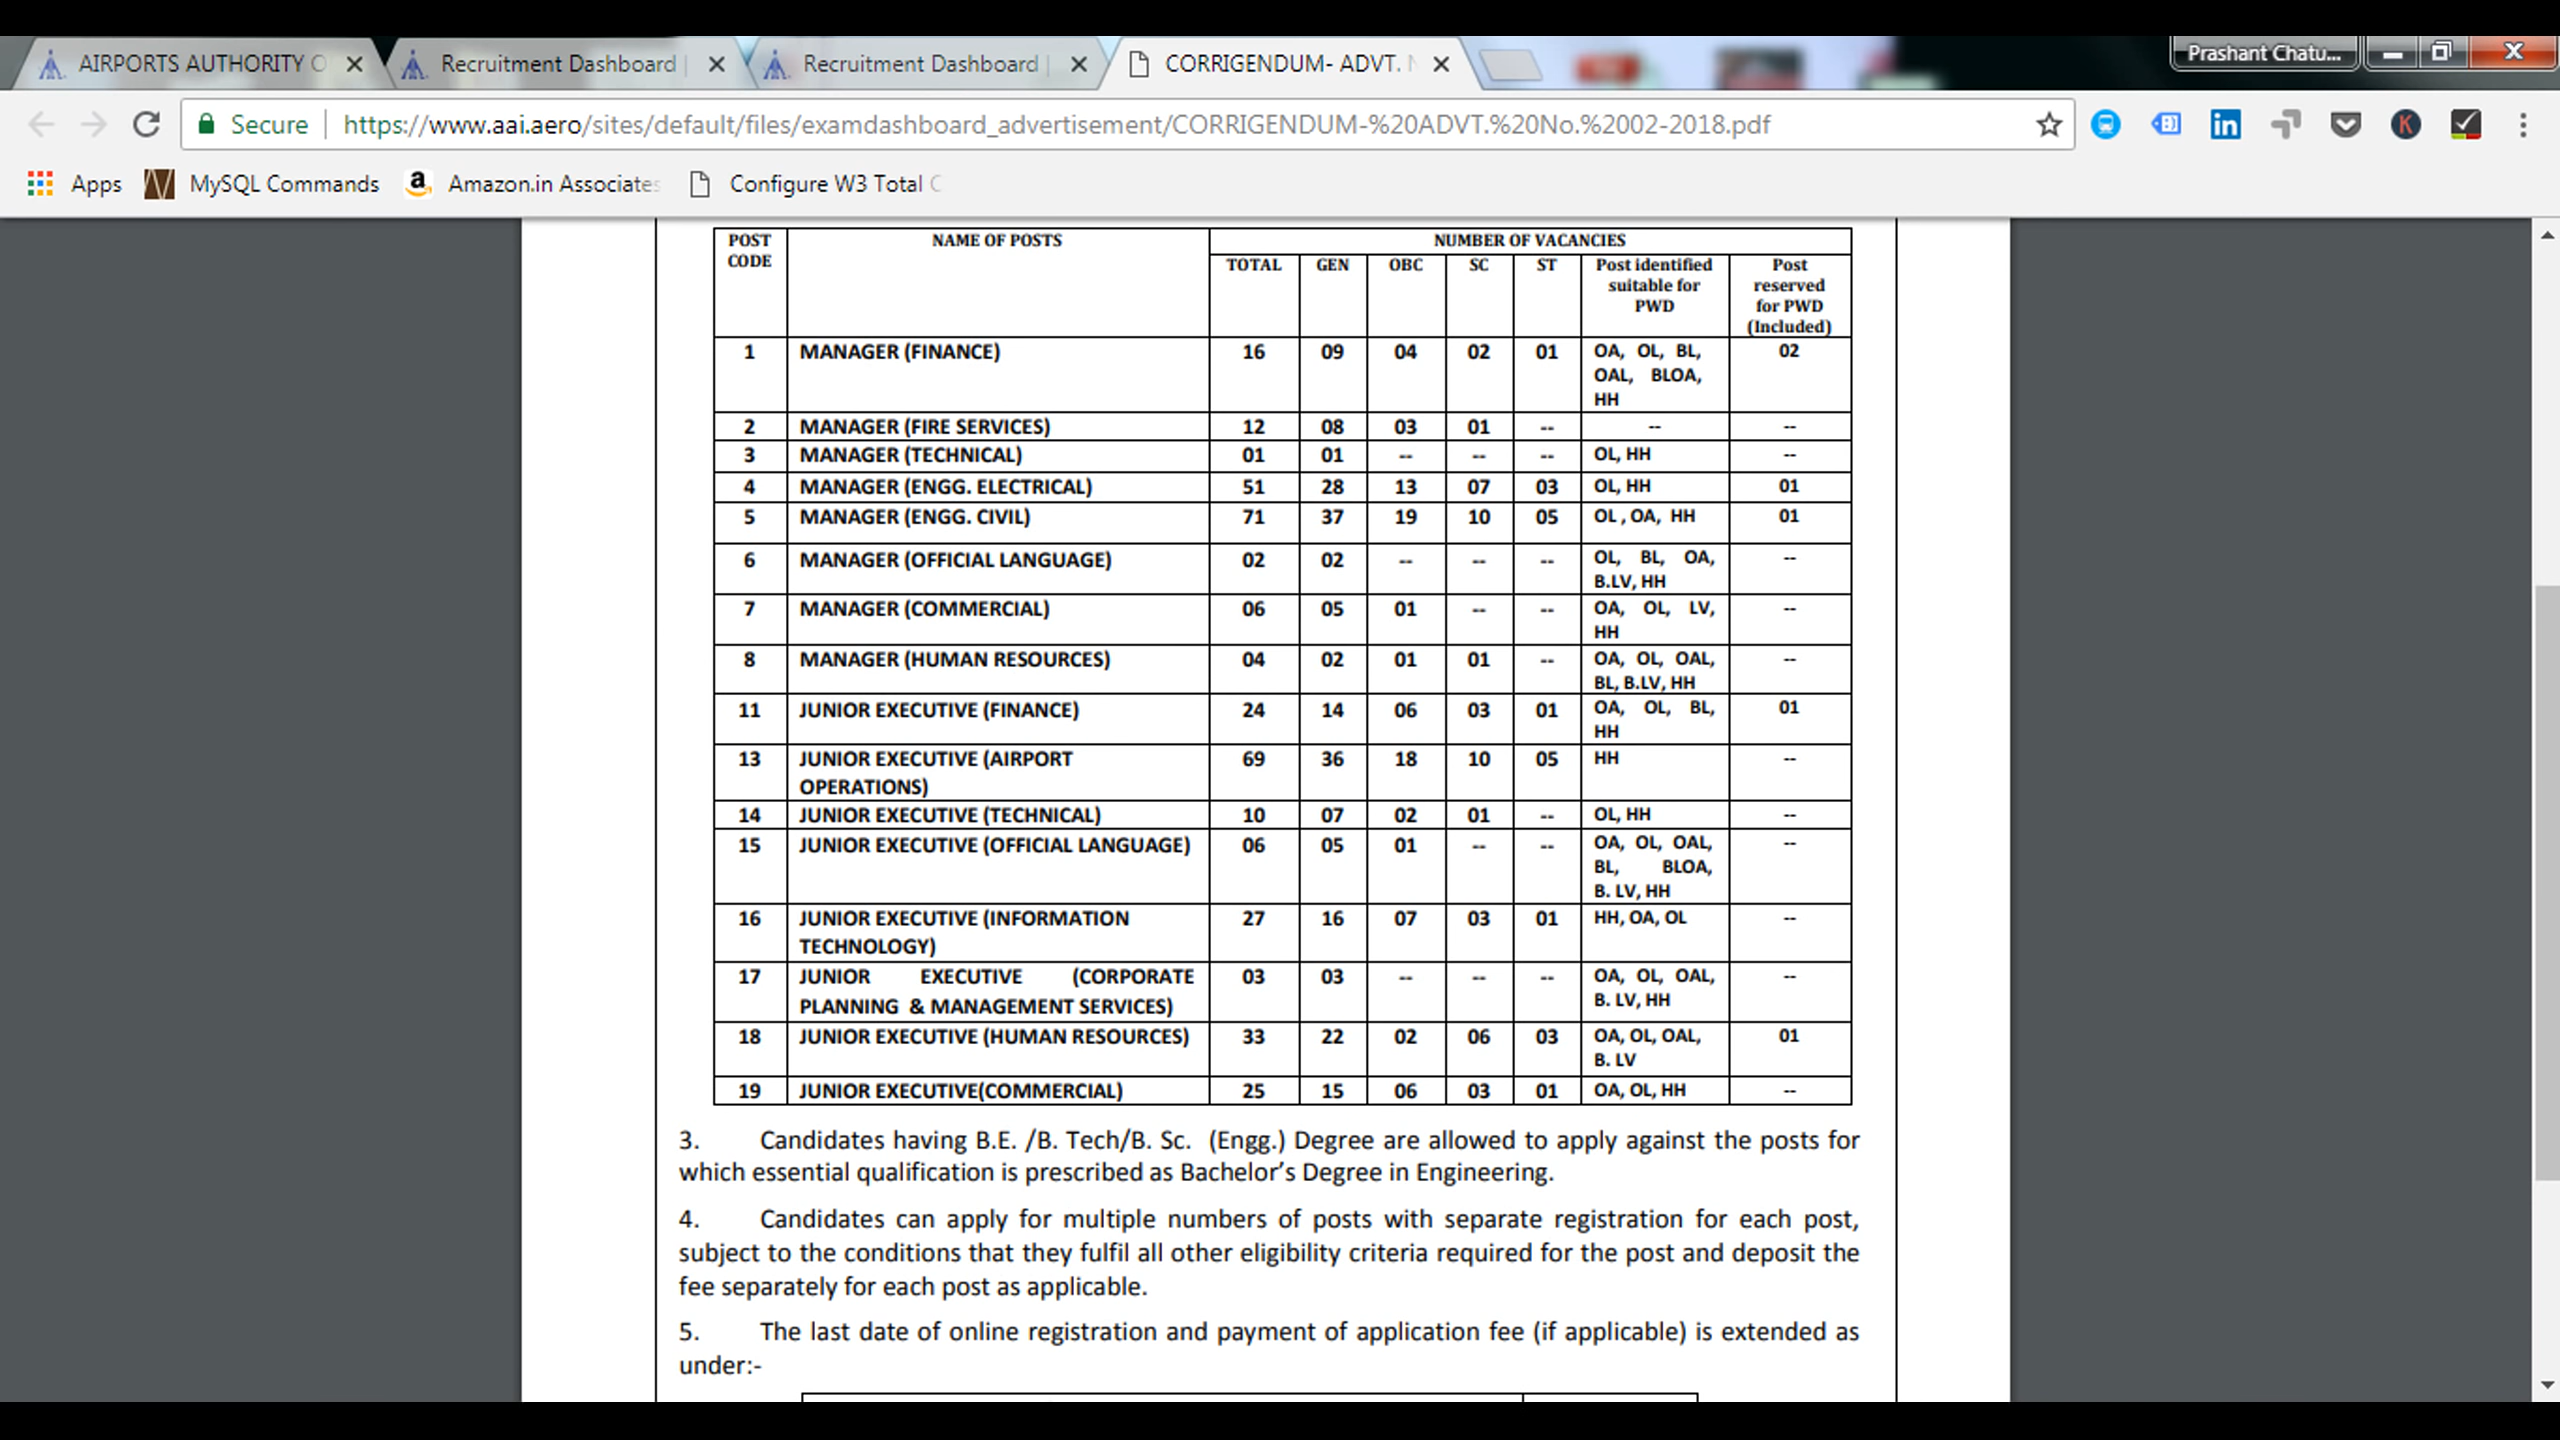 AIRPORTS AUTHORITY O
Recruitment Dashboard |
Recruitment Dashboard |
CORRIGENDUM- ADVT. N
Prashant Chatu...
Secure | https://www.aai.aero/sites/default/files/examdashboard_advertisement/CORRIGENDUM-%20ADVT.%20No.%2002-2018.pdf
Apps MySQL Commands Amazon.in Associates Configure W3 Total C
POST CODE NAME OF POSTS NUMBER OF VACANCIES
TOTAL GEN OBC SC ST Post identified suitable for PWD Post reserved for PWD (Included)
1 MANAGER (FINANCE) 16 09 04 02 01 OA, OL, BL, OAL, BLOA, HH 02
2 MANAGER (FIRE SERVICES) 12 08 03 01 -- -- --
3 MANAGER (TECHNICAL) 01 01 -- -- -- OL, HH --
4 MANAGER (ENGG. ELECTRICAL) 51 28 13 07 03 OL, HH 01
5 MANAGER (ENGG. CIVIL) 71 37 19 10 05 OL , OA, HH 01
6 MANAGER (OFFICIAL LANGUAGE) 02 02 -- -- -- OL, BL, OA, B.LV, HH --
7 MANAGER (COMMERCIAL) 06 05 01 -- -- OA, OL, LV, HH --
8 MANAGER (HUMAN RESOURCES) 04 02 01 01 -- OA, OL, OAL, BL, B.LV, HH --
11 JUNIOR EXECUTIVE (FINANCE) 24 14 06 03 01 OA, OL, BL, HH 01
13 JUNIOR EXECUTIVE (AIRPORT OPERATIONS) 69 36 18 10 05 HH --
14 JUNIOR EXECUTIVE (TECHNICAL) 10 07 02 01 -- OL, HH --
15 JUNIOR EXECUTIVE (OFFICIAL LANGUAGE) 06 05 01 -- -- OA, OL, OAL, BL, BLOA, B. LV, HH --
16 JUNIOR EXECUTIVE (INFORMATION TECHNOLOGY) 27 16 07 03 01 HH, OA, OL --
17 JUNIOR EXECUTIVE (CORPORATE PLANNING & MANAGEMENT SERVICES) 03 03 -- -- -- OA, OL, OAL, B. LV, HH --
18 JUNIOR EXECUTIVE (HUMAN RESOURCES) 33 22 02 06 03 OA, OL, OAL, B. LV 01
19 JUNIOR EXECUTIVE(COMMERCIAL) 25 15 06 03 01 OA, OL, HH --
3. Candidates having B.E. /B. Tech/B. Sc. (Engg.) Degree are allowed to apply against the posts for
which essential qualification is prescribed as Bachelor's Degree in Engineering.
4. Candidates can apply for multiple numbers of posts with separate registration for each post,
subject to the conditions that they fulfil all other eligibility criteria required for the post and deposit the
fee separately for each post as applicable.
5. The last date of online registration and payment of application fee (if applicable) is extended as
under:-